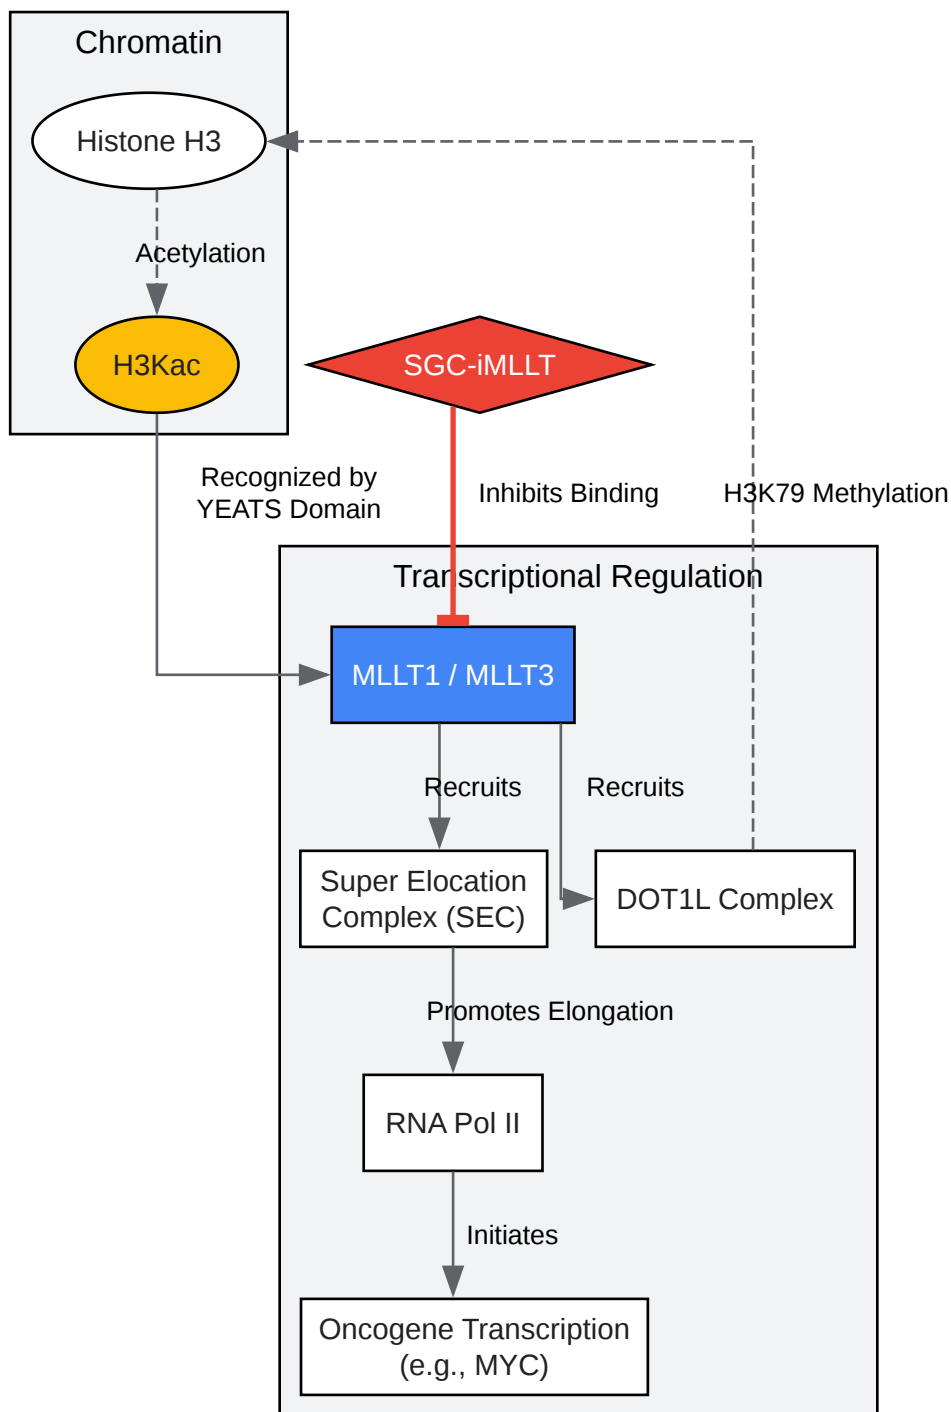 Chromatin
Histone H3
Acetylation
H3Kac
SGC-iMLLT
Recognized by
YEATS Domain
Inhibits Binding
H3K79 Methylation
Transcriptional Regulation
MLLT1 / MLLT3
Recruits
Recruits
Super Elocation
Complex (SEC)
DOT1L Complex
Promotes Elongation
RNA Pol II
Initiates
Oncogene Transcription
(e.g., MYC)